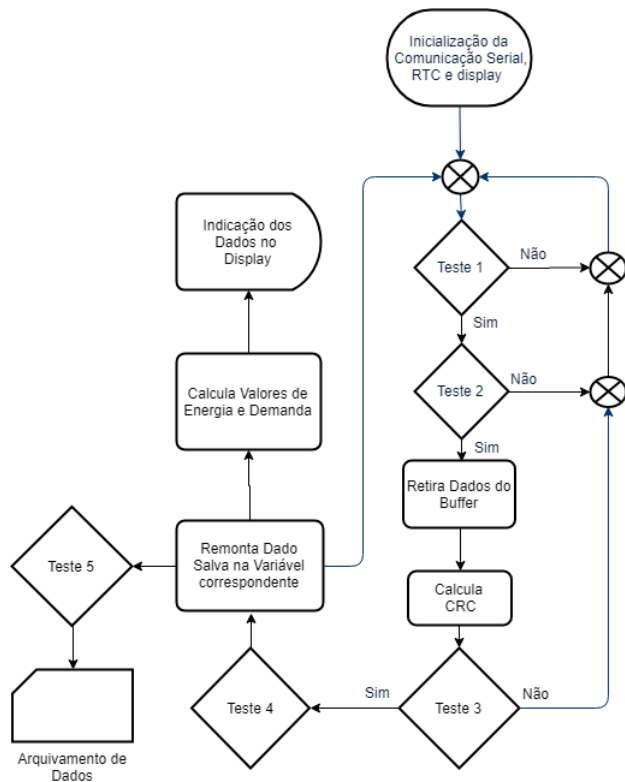 Inicialização da
Comunicação Serial,
RTC e display
Indicação dos
Dados no
Display
Teste 1
Não
Sim
Calcula Valores de
Energia e Demanda
Teste 2
Não
Sim
Retira Dados do
Buffer
Remonta Dado
Salva na Variável
correspondente
Teste 5
Calcula
CRC
Teste 4
Sim
Teste 3
Não
Arquivamento de
Dados